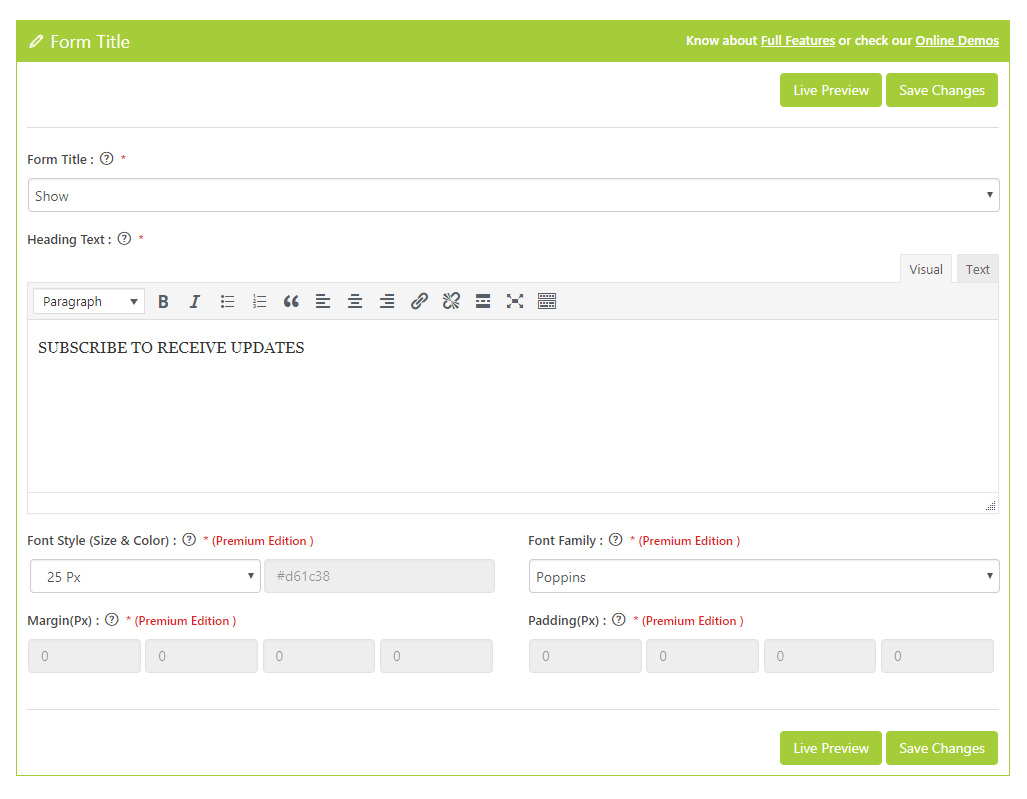 Form Title
Know about Full Features or check our Online Demos
Live Preview
Save Changes
Form Title : ? *
Show
Heading Text : ? *
Visual
Text
Paragraph
SUBSCRIBE TO RECEIVE UPDATES
Font Style (Size & Color) : ? * (Premium Edition )
Font Family : ? * (Premium Edition )
25 Px
#d61c38
Poppins
Margin(Px) : ? * (Premium Edition )
Padding(Px) : ? * (Premium Edition )
0 0 0 0
0 0 0 0
Live Preview
Save Changes